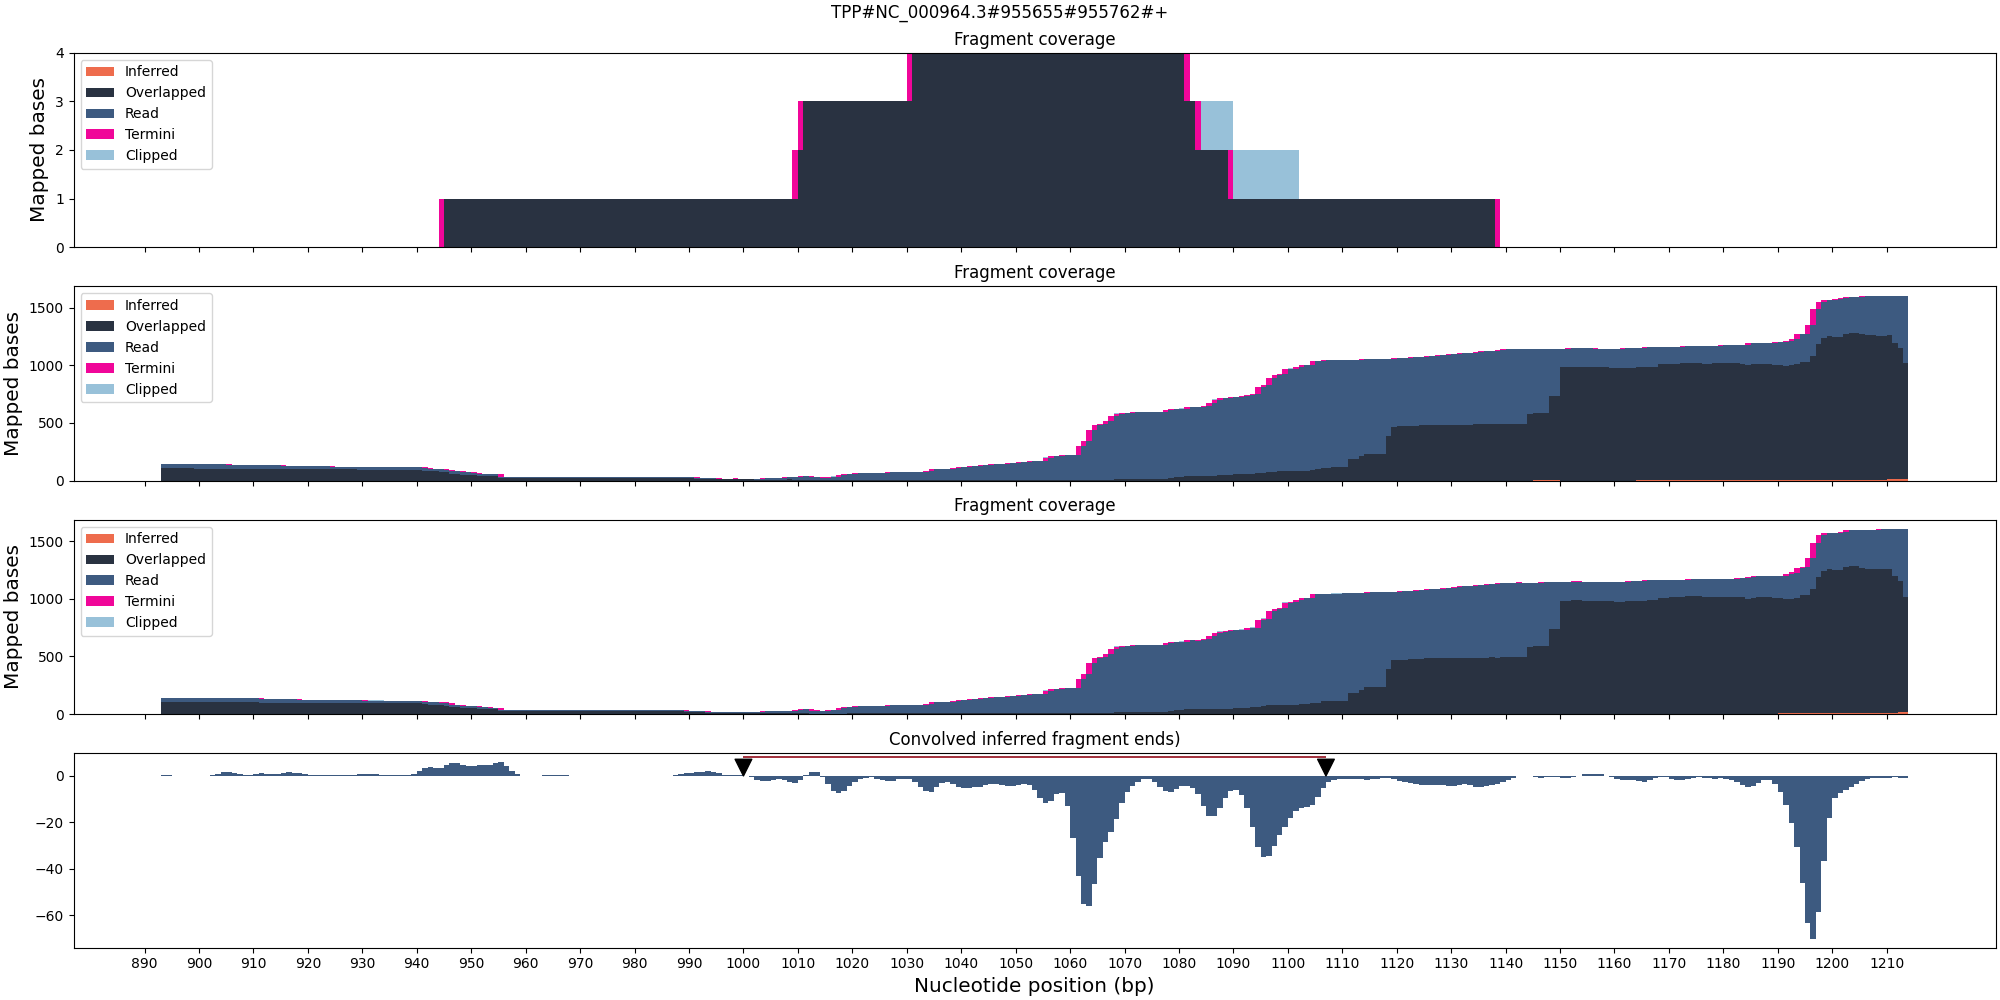 TPP#NC_000964.3#955655#955762#+
Fragment coverage
4
3
2
1
0
Mapped bases
Inferred
Overlapped
Read
Termini
Clipped
Fragment coverage
1500
1000
500
0
Mapped bases
Inferred
Overlapped
Read
Termini
Clipped
Fragment coverage
1500
1000
500
0
Mapped bases
Inferred
Overlapped
Read
Termini
Clipped
Convolved inferred fragment ends)
0
−20
−40
−60
890 900 910 920 930 940 950 960 970 980 990 1000 1010 1020 1030 1040 1050 1060 1070 1080 1090 1100 1110 1120 1130 1140 1150 1160 1170 1180 1190 1200 1210
Nucleotide position (bp)